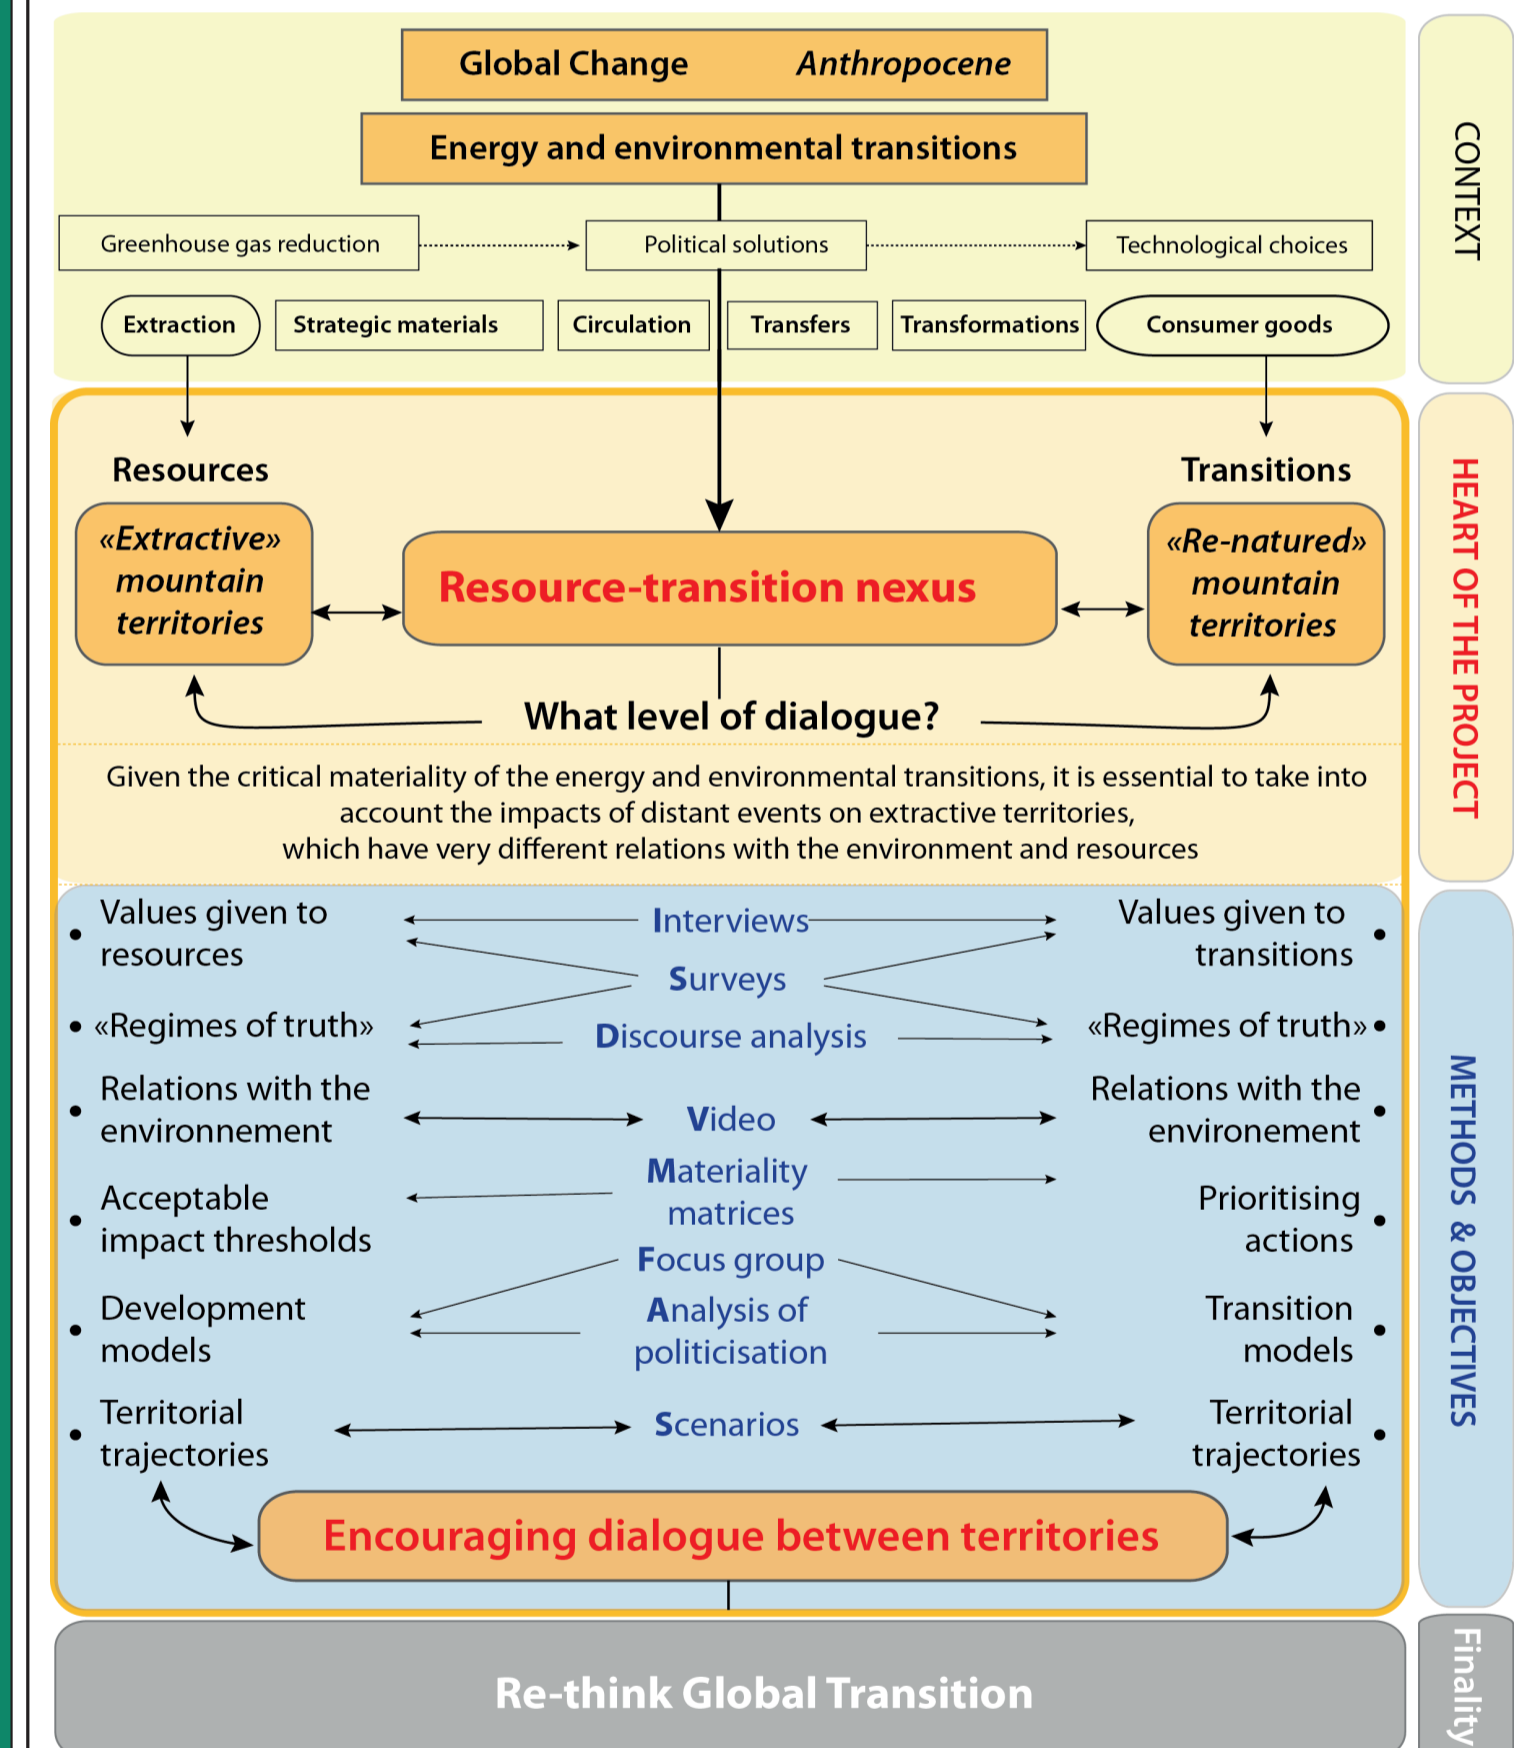 Global Change Anthropocene
Energy and environmental transitions
Greenhouse gas reduction
Political solutions
Technological choices
Extraction
Strategic materials
Circulation
Transfers
Transformations
Consumer goods
CONTEXT
Resources
Transitions
«Extractive»
mountain
territories
Resource-transition nexus
«Re-natured»
mountain
territories
What level of dialogue?
Given the critical materiality of the energy and environmental transitions, it is essential to take into
account the impacts of distant events on extractive territories,
which have very different relations with the environment and resources
HEART OF THE PROJECT
• Values given to
resources
• «Regimes of truth»
• Relations with the
environnement
• Acceptable
impact thresholds
• Development
models
• Territorial
trajectories
Interviews
Surveys
Discourse analysis
Video
Materiality
matrices
Focus group
Analysis of
politicisation
Scenarios
Values given to
transitions •
«Regimes of truth» •
Relations with the
environement •
Prioritising
actions •
Transition
models •
Territorial
trajectories •
Encouraging dialogue between territories
METHODS & OBJECTIVES
Re-think Global Transition
Finality